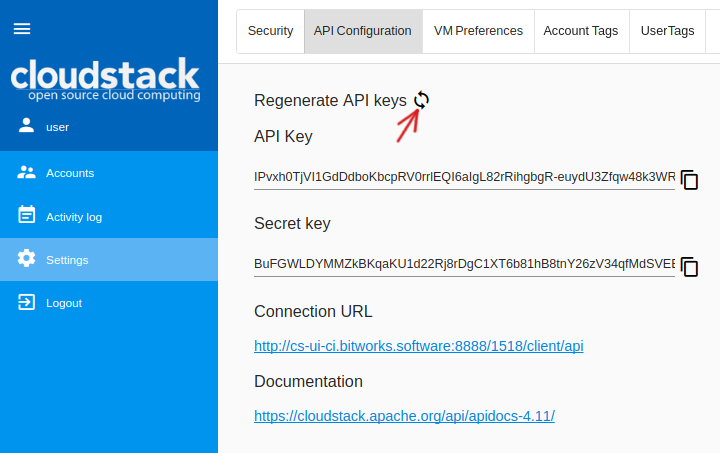 Security
API Configuration
VM Preferences
Account Tags
UserTags
cloudstack
open source cloud computing
user
Accounts
Activity log
Settings
Logout
Regenerate API keys
API Key
IPvxh0TjVI1GdDdboKbcpRV0rrlEQI6aIgL82rRihgbgR-euydU3Zfqw48k3WR
Secret key
BuFGWLDYMMZkBKqaKU1d22Rj8rDgC1XT6b81hB8tnY26zV34qfMdSVEE
Connection URL
http://cs-ui-ci.bitworks.software:8888/1518/client/api
Documentation
https://cloudstack.apache.org/api/apidocs-4.11/